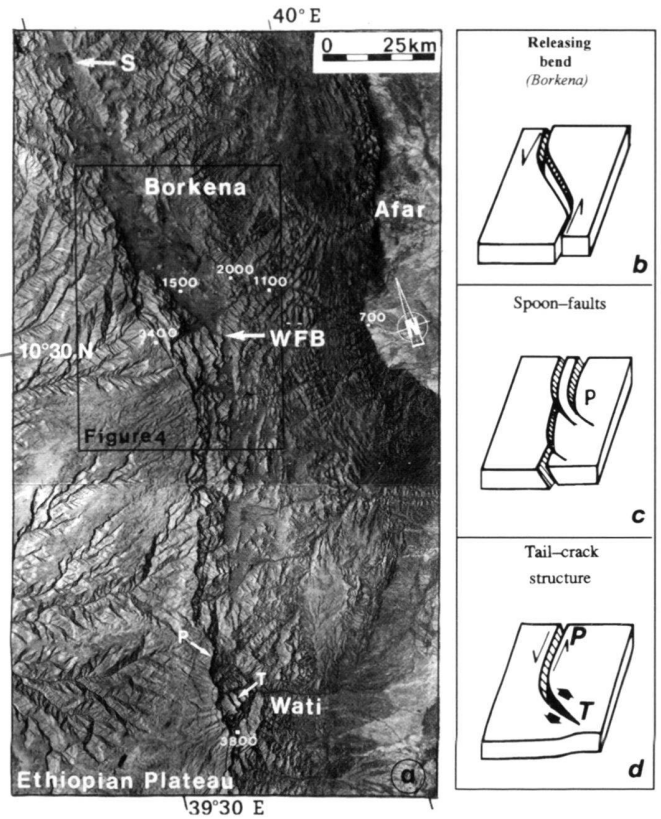 40° E
0 25km
S
Borkena
Afar
2000
1500
1100
700
N
3400
WFB
10°30 N
Figure 4
P
T
Wati
3800
Ethiopian Plateau
a
39°30 E
Releasing
bend
(Borkena)
b
Spoon–faults
P
c
Tail–crack
structure
P
T
d